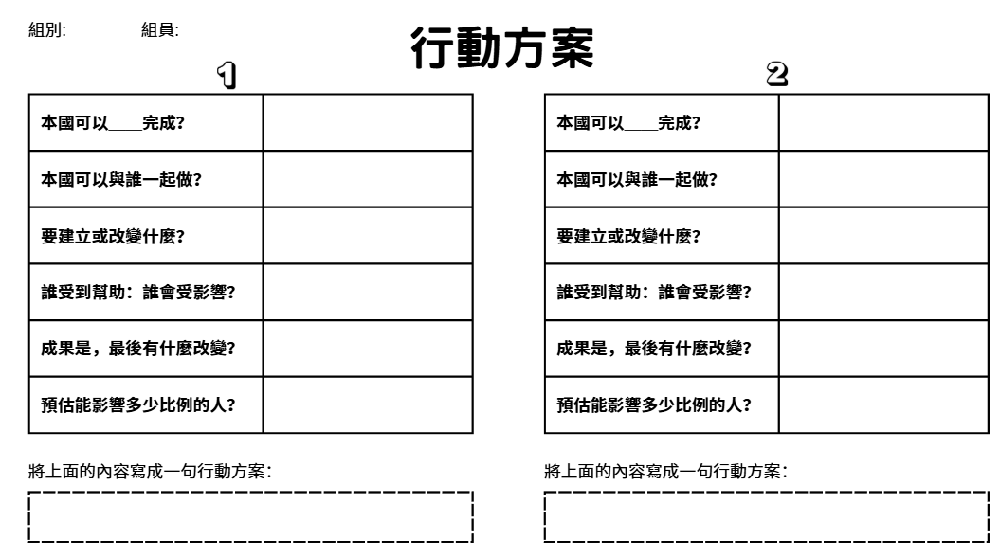 組別: 組員:
行動方案
1
本國可以____完成?
本國可以與誰一起做?
要建立或改變什麼?
誰受到幫助：誰會受影響?
成果是，最後有什麼改變?
預估能影響多少比例的人?
將上面的內容寫成一句行動方案：
2
本國可以____完成?
本國可以與誰一起做?
要建立或改變什麼?
誰受到幫助：誰會受影響?
成果是，最後有什麼改變?
預估能影響多少比例的人?
將上面的內容寫成一句行動方案：